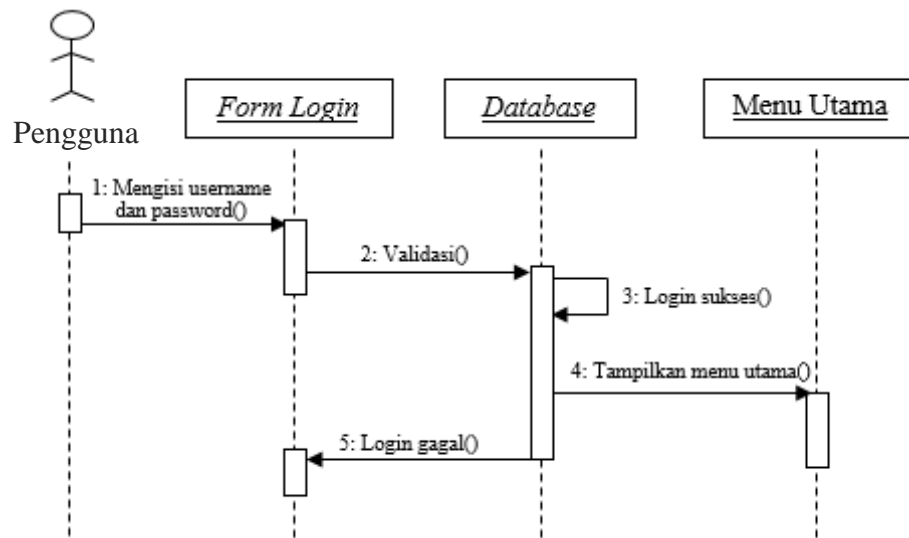 Form Login
Database
Menu Utama
Pengguna
1: Mengisi username
dan password()
2: Validasi()
3: Login sukses()
4: Tampilkan menu utama()
5: Login gagal()